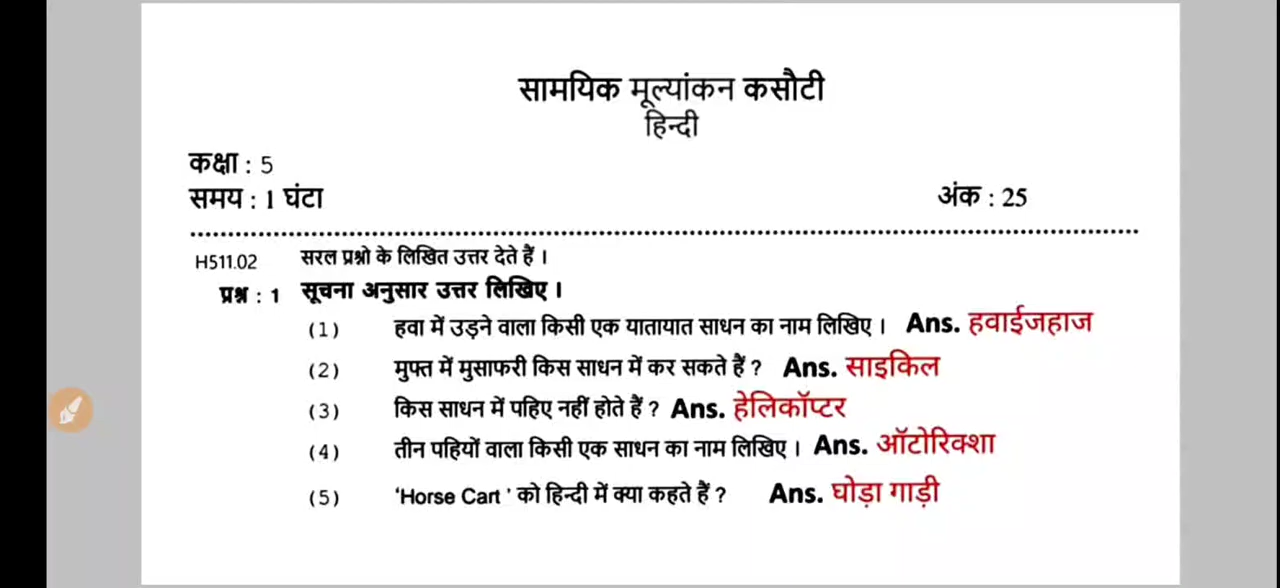 सामयिक मूल्यांकन कसौटी
हिन्दी
कक्षा : 5
समय : 1 घंटा अंक : 25
H511.02 सरल प्रश्नो के लिखित उत्तर देते हैं ।
प्रश्न : 1 सूचना अनुसार उत्तर लिखिए ।
(1) हवा में उड़ने वाला किसी एक यातायात साधन का नाम लिखिए । Ans. हवाईजहाज
(2) मुफ्त में मुसाफरी किस साधन में कर सकते हैं ? Ans. साइकिल
(3) किस साधन में पहिए नहीं होते हैं ? Ans. हेलिकॉप्टर
(4) तीन पहियों वाला किसी एक साधन का नाम लिखिए । Ans. ऑटोरिक्शा
(5) 'Horse Cart ' को हिन्दी में क्या कहते हैं ? Ans. घोड़ा गाड़ी